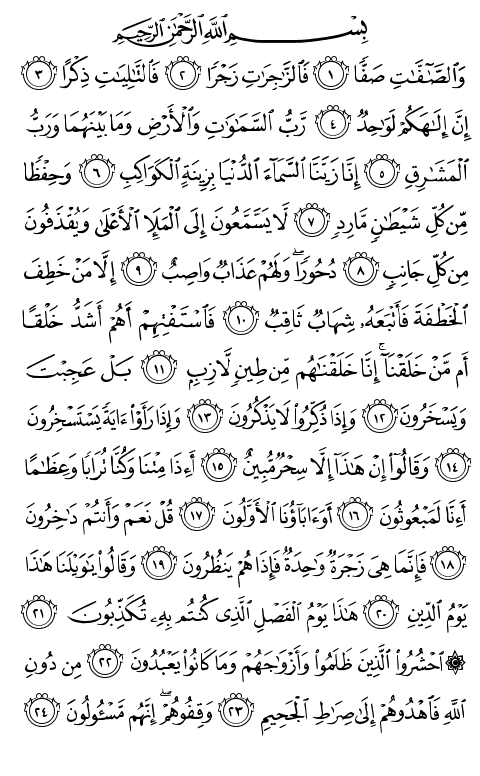 بِسْمِ ٱللَّهِ ٱلرَّحْمَٰنِ ٱلرَّحِيمِ
وَٱلصَّٰٓفَّٰتِ صَفًّا ١ فَٱلزَّٰجِرَٰتِ زَجْرًا ٢ فَٱلتَّٰلِيَٰتِ ذِكْرًا ٣
إِنَّ إِلَٰهَكُمْ لَوَٰحِدٌ ٤ رَّبُّ ٱلسَّمَٰوَٰتِ وَٱلْأَرْضِ وَمَا بَيْنَهُمَا وَرَبُّ
ٱلْمَشَٰرِقِ ٥ إِنَّا زَيَّنَّا ٱلسَّمَآءَ ٱلدُّنْيَا بِزِينَةٍ ٱلْكَوَاكِبِ ٦ وَحِفْظًا
مِّن كُلِّ شَيْطَٰنٍ مَّارِدٍ ٧ لَّا يَسَّمَّعُونَ إِلَى ٱلْمَلَإِ ٱلْأَعْلَىٰ وَيُقْذَفُونَ
مِن كُلِّ جَانِبٍ ٨ دُحُورًا ۖ وَلَهُمْ عَذَابٌ وَاصِبٌ ٩ إِلَّا مَنْ خَطِفَ
ٱلْخَطْفَةَ فَأَتْبَعَهُۥ شِهَابٌ ثَاقِبٌ ١٠ فَٱسْتَفْتِهِمْ أَهُمْ أَشَدُّ خَلْقًا
أَم مَّنْ خَلَقْنَآ ۚ إِنَّا خَلَقْنَٰهُم مِّن طِينٍ لَّازِبٍۭ ١١ بَلْ عَجِبْتَ
وَيَسْخَرُونَ ١٢ وَإِذَا ذُكِّرُوا۟ لَا يَذْكُرُونَ ١٣ وَإِذَا رَأَوْا۟ ءَايَةً يَسْتَسْخِرُونَ
١٤ وَقَالُوٓا۟ إِنْ هَٰذَآ إِلَّا سِحْرٌ مُّبِينٌ ١٥ أَءِذَا مِتْنَا وَكُنَّا تُرَابًا وَعِظَٰمًا
أَءِنَّا لَمَبْعُوثُونَ ١٦ أَوَءَابَآؤُنَا ٱلْأَوَّلُونَ ١٧ قُلْ نَعَمْ وَأَنتُمْ دَٰخِرُونَ
١٨ فَإِنَّمَا هِىَ زَجْرَةٌ وَٰحِدَةٌ فَإِذَا هُمْ يَنظُرُونَ ١٩ وَقَالُوا۟ يَٰوَيْلَنَا هَٰذَا
يَوْمُ ٱلدِّينِ ٢٠ هَٰذَا يَوْمُ ٱلْفَصْلِ ٱلَّذِى كُنتُم بِهِۦ تُكَذِّبُونَ ٢١
۞ ٱحْشُرُوا۟ ٱلَّذِينَ ظَلَمُوا۟ وَأَزْوَٰجَهُمْ وَمَا كَانُوا۟ يَعْبُدُونَ ٢٢ مِن دُونِ
ٱللَّهِ فَٱهْدُوهُمْ إِلَىٰ صِرَٰطِ ٱلْجَحِيمِ ٢٣ وَقِفُوهُمْ ۖ إِنَّهُم مَّسْـُٔولُونَ ٢٤